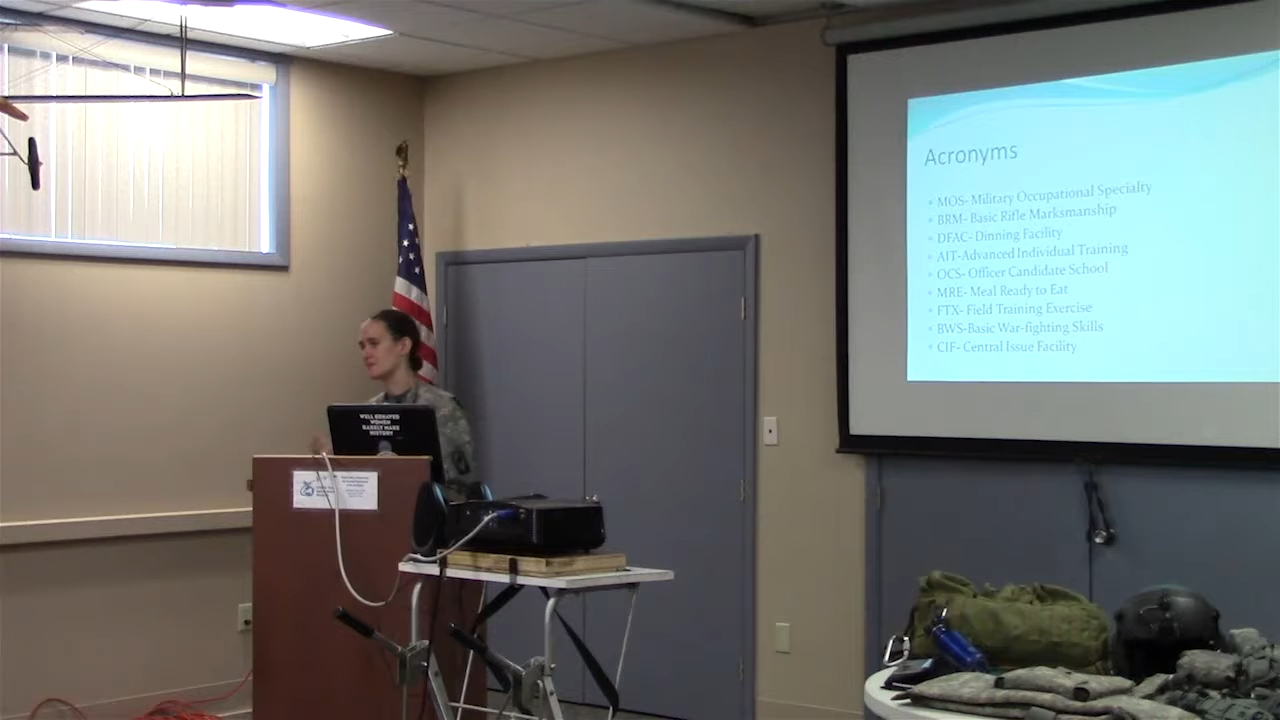 Acronyms
MOS- Military Occupational Specialty
BRM- Basic Rifle Marksmanship
DFAC- Dinning Facility
AIT-Advanced Individual Training
OCS- Officer Candidate School
MRE- Meal Ready to Eat
FTX- Field Training Exercise
BWS-Basic War-fighting Skills
CIF- Central Issue Facility
WELL BEHAVED
WOMEN
RARELY MAKE
HISTORY